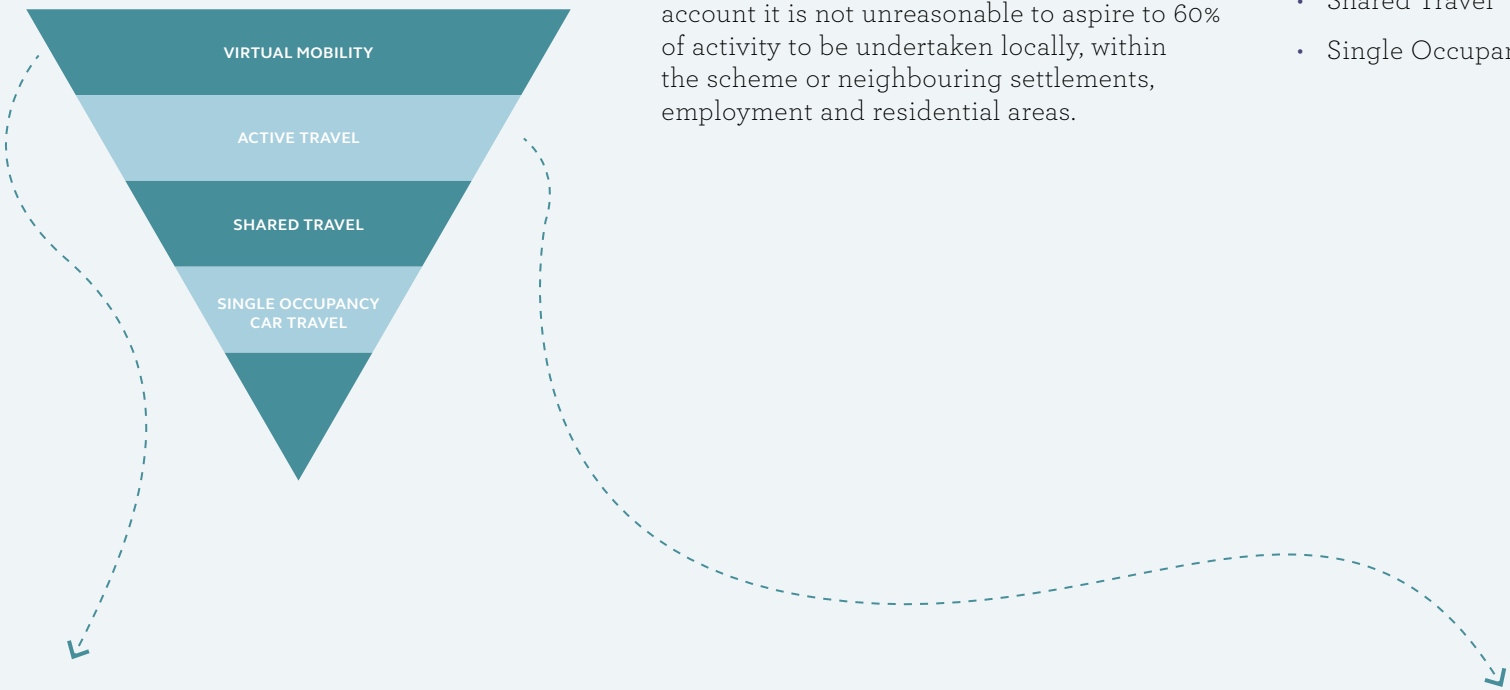 VIRTUAL MOBILITY
ACTIVE TRAVEL
SHARED TRAVEL
SINGLE OCCUPANCY
CAR TRAVEL
account it is not unreasonable to aspire to 60%
of activity to be undertaken locally, within
the scheme or neighbouring settlements,
employment and residential areas.
• Shared Travel
• Single